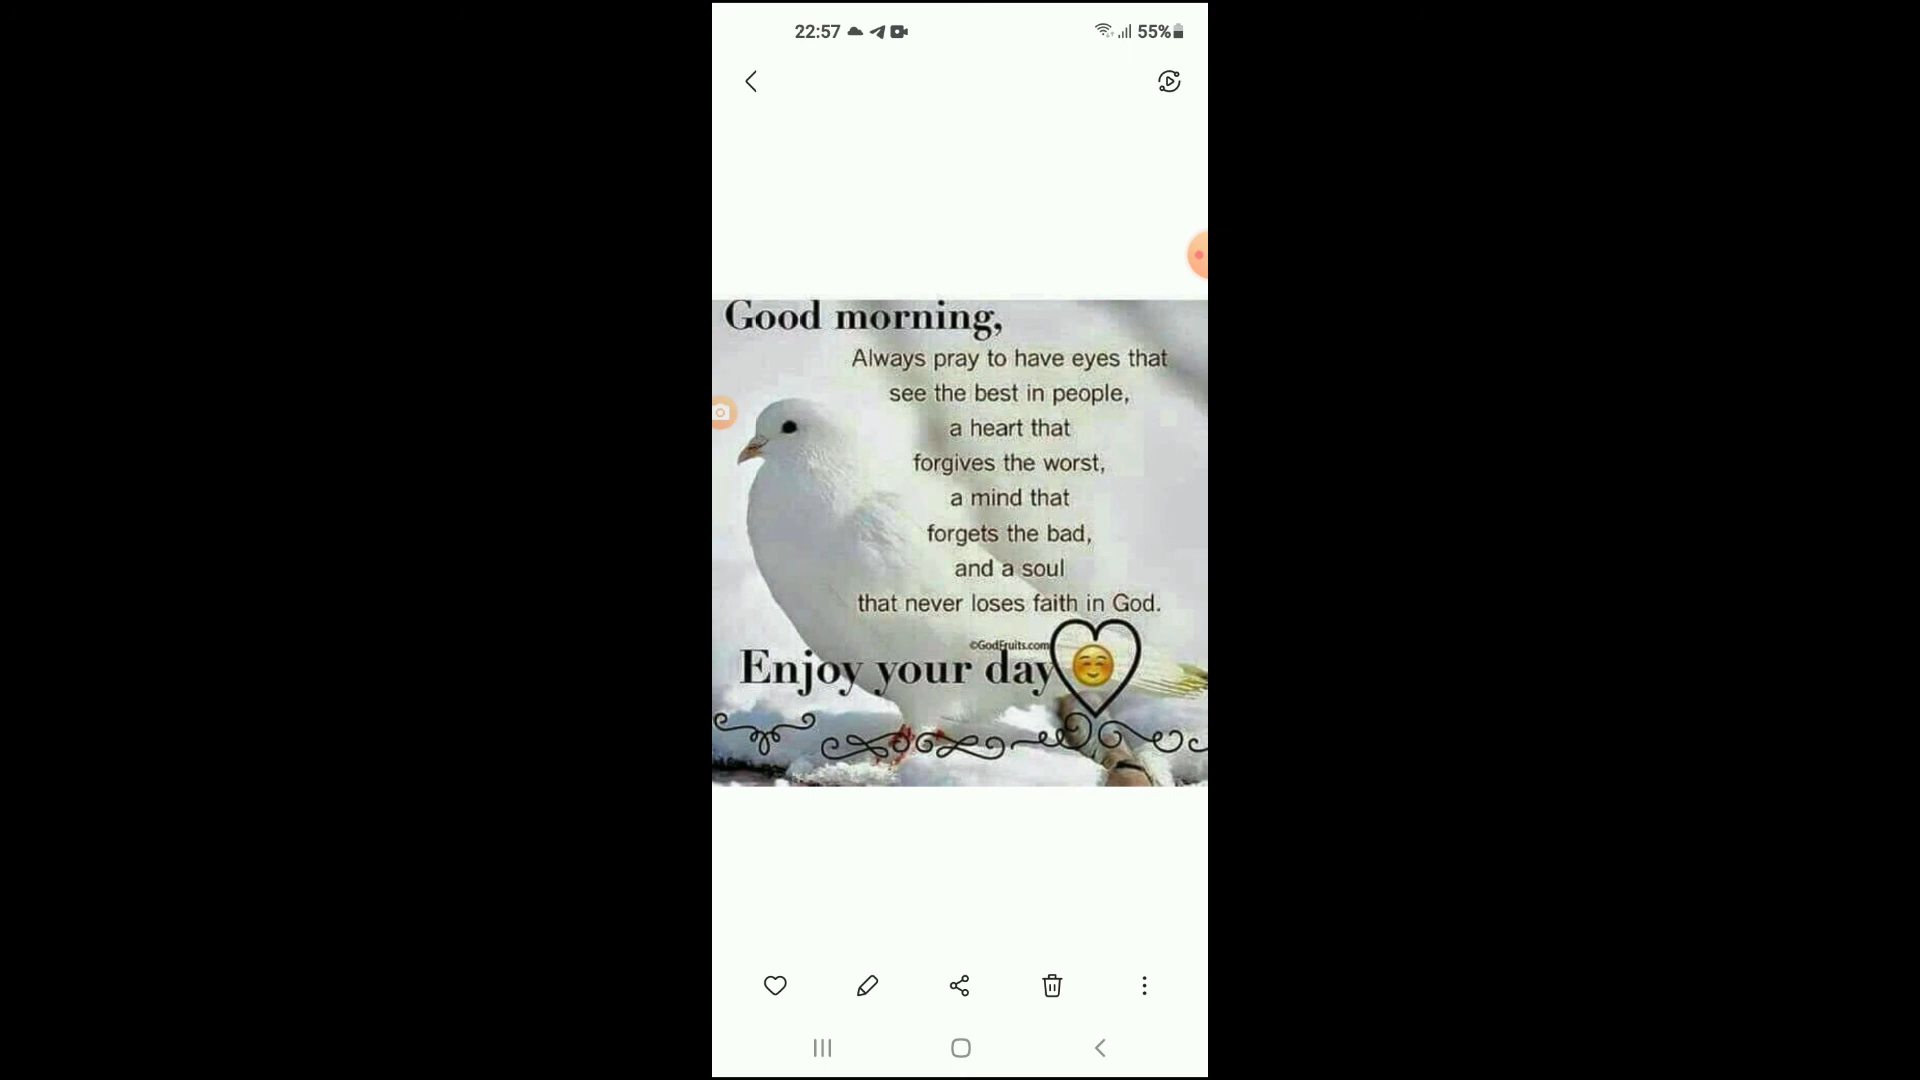 22:57
55%
Good morning,
Always pray to have eyes that
see the best in people,
a heart that
forgives the worst,
a mind that
forgets the bad,
and a soul
that never loses faith in God.
©GodFruits.com
Enjoy your day